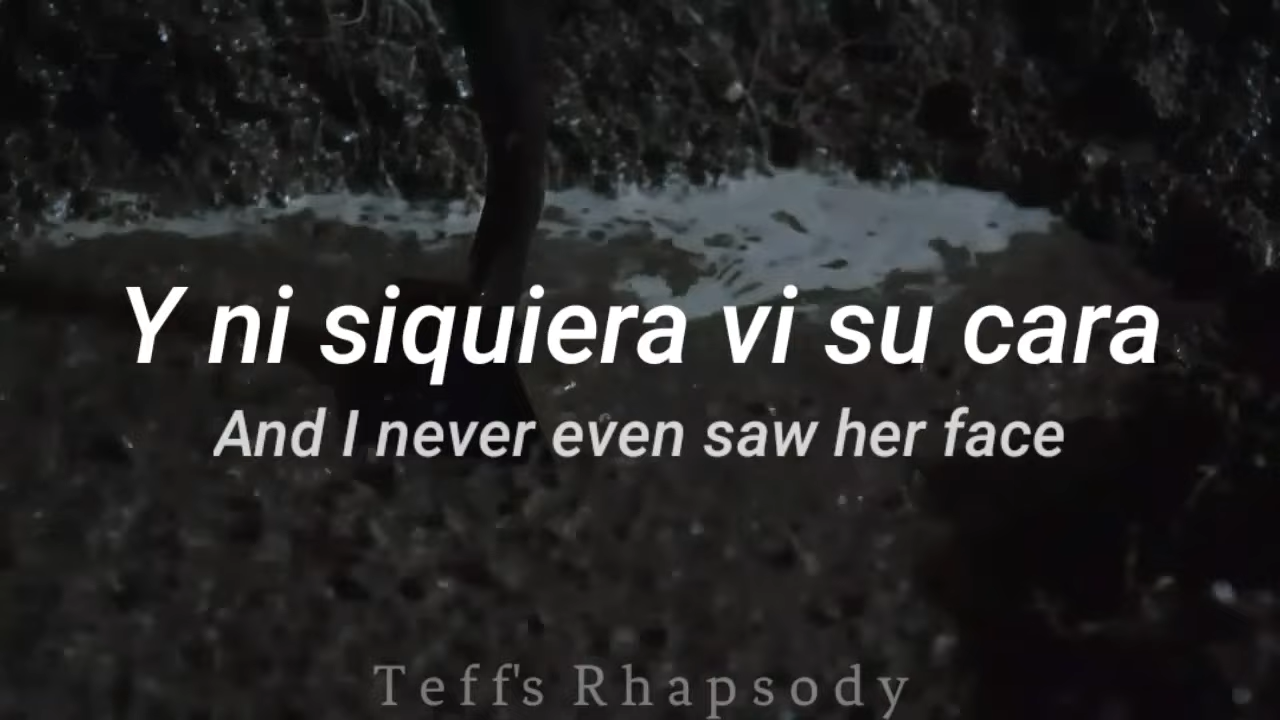 Y ni siquiera vi su cara
And I never even saw her face
Teff's Rhapsody